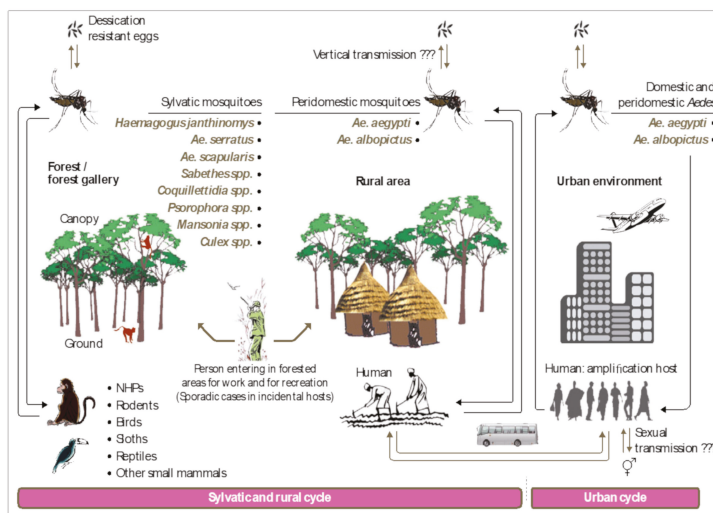 Dessication
resistant eggs
Vertical transmission ???
Sylvatic mosquitoes
Haemagogus janthinomys •
Ae. serratus •
Ae. scapularis •
Sabethes spp. •
Coquillettidia spp. •
Psorophora spp. •
Mansonia spp. •
Culex spp. •
Peridomestic mosquitoes
Ae. aegypti •
Ae. albopictus •
Domestic and
peridomestic Aedes
Ae. aegypti •
Ae. albopictus •
Forest /
forest gallery
Canopy
Ground
Rural area
Urban environment
Person entering in forested
areas for work and for recreation
(Sporadic cases in incidental hosts)
Human
Human: amplification host
• NHPs
• Rodents
• Birds
• Sloths
• Reptiles
• Other small mammals
Sexual
transmission ??
Sylvatic and rural cycle
Urban cycle